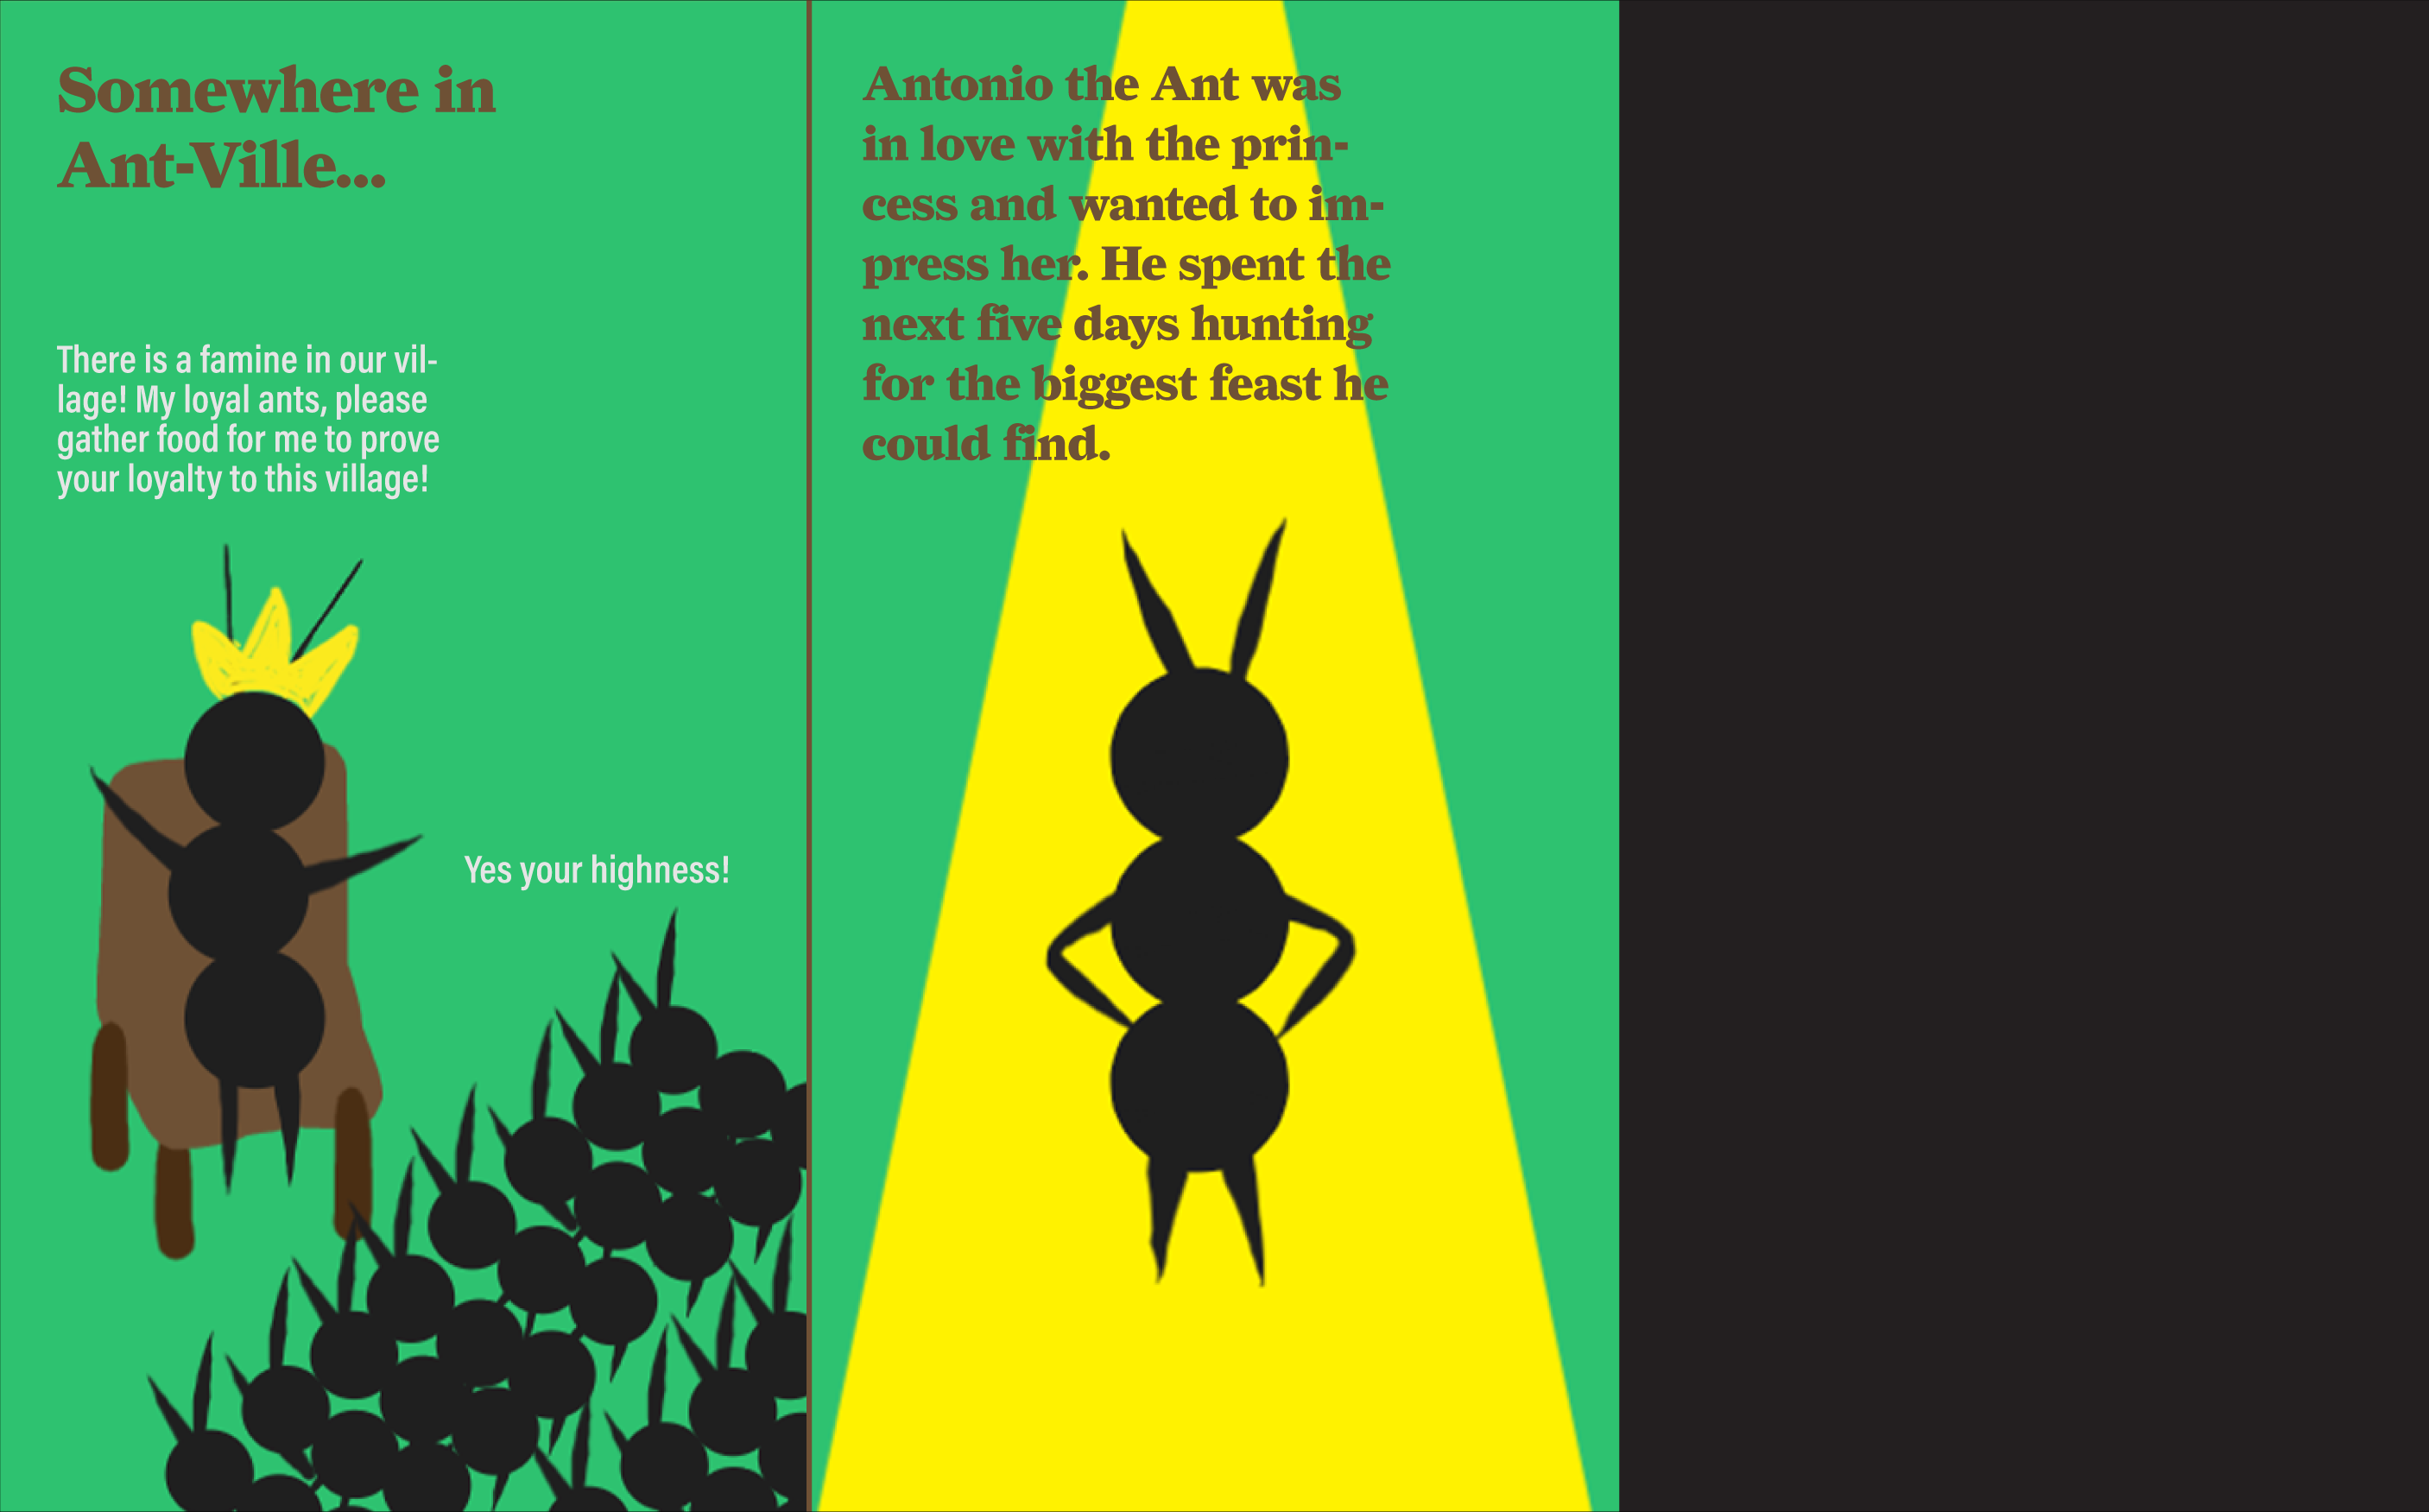 Somewhere in
Ant-Ville...
There is a famine in our vil-
lage! My loyal ants, please
gather food for me to prove
your loyalty to this village!
Yes your highness!
Antonio the Ant was
in love with the prin-
cess and wanted to im-
press her. He spent the
next five days hunting
for the biggest feast he
could find.